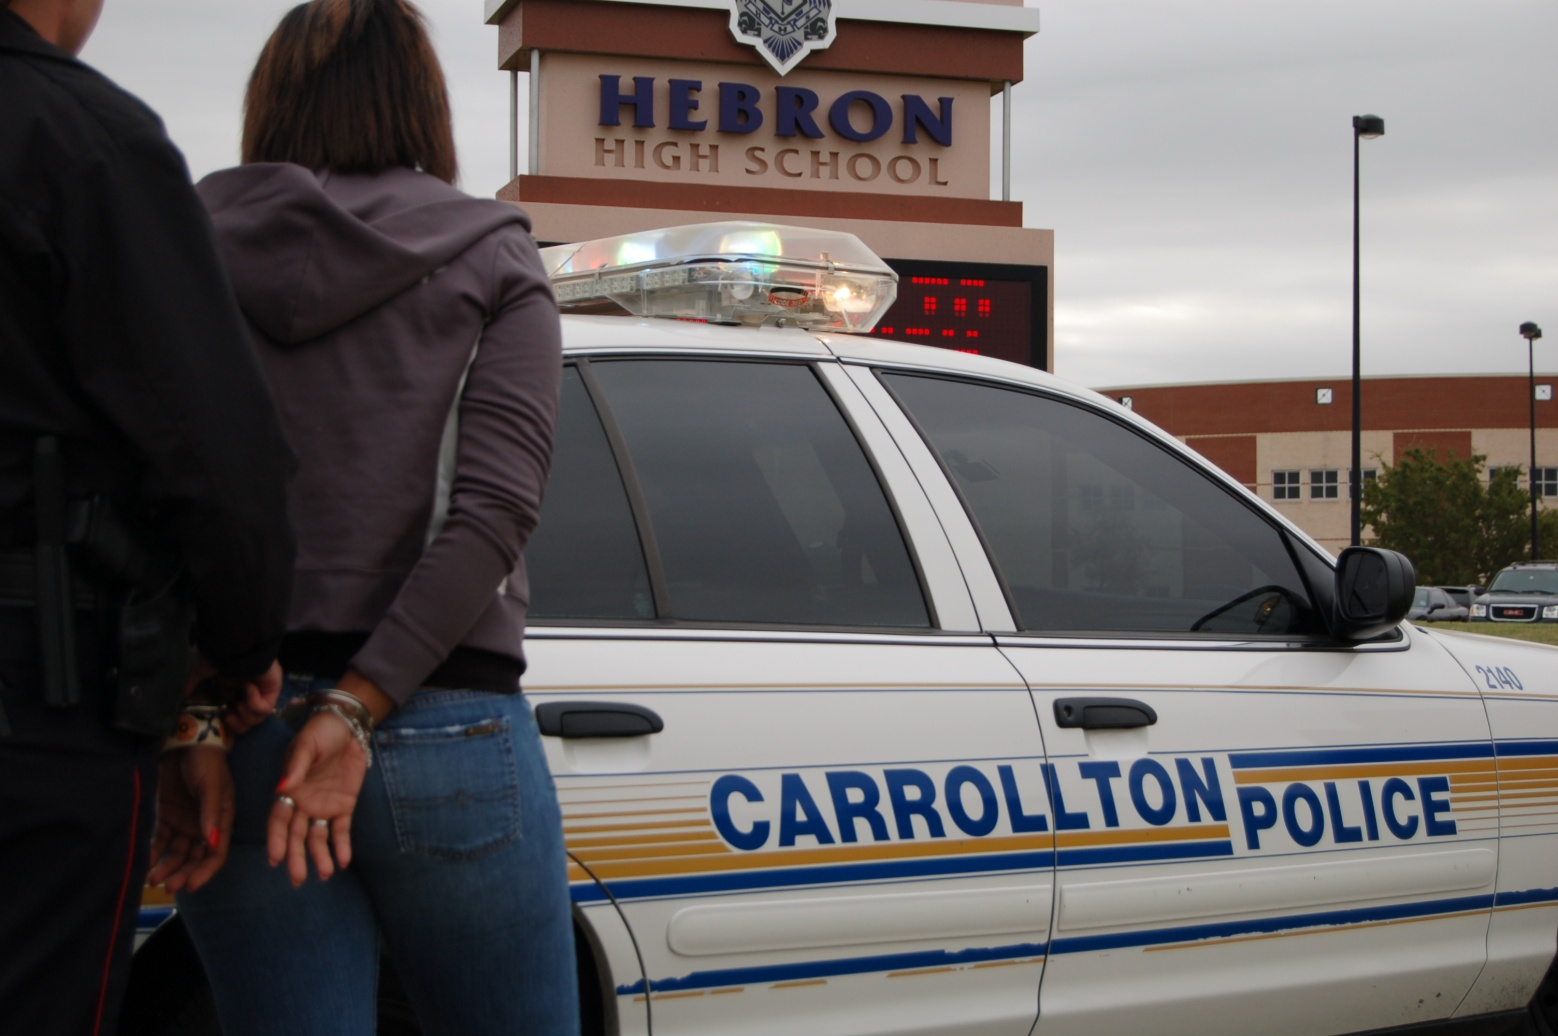 HEBRON
HIGH SCHOOL
2140
CARROLLTON
POLICE